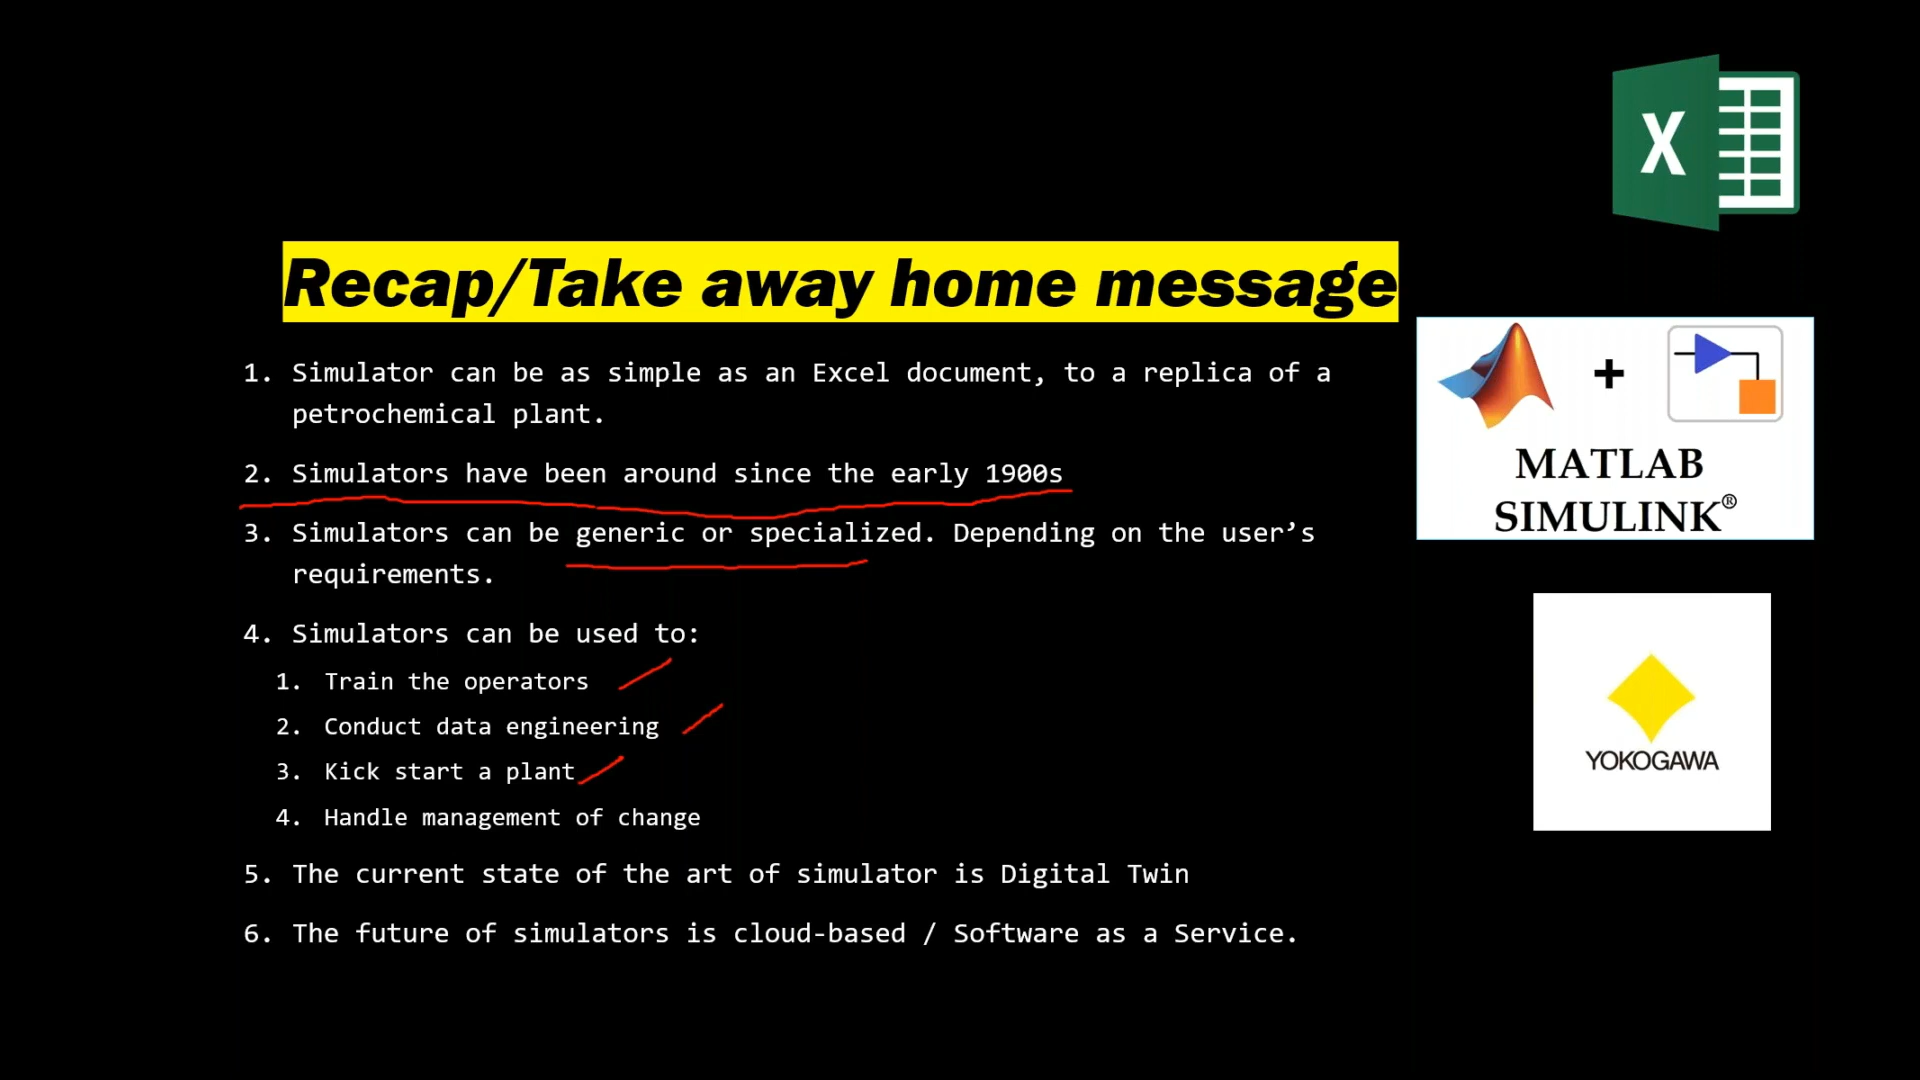 X
Recap/Take away home message
1. Simulator can be as simple as an Excel document, to a replica of a
petrochemical plant.
2. Simulators have been around since the early 1900s
3. Simulators can be generic or specialized. Depending on the user’s
requirements.
4. Simulators can be used to:
1. Train the operators
2. Conduct data engineering
3. Kick start a plant
4. Handle management of change
5. The current state of the art of simulator is Digital Twin
6. The future of simulators is cloud-based / Software as a Service.
+
MATLAB
SIMULINK®
YOKOGAWA